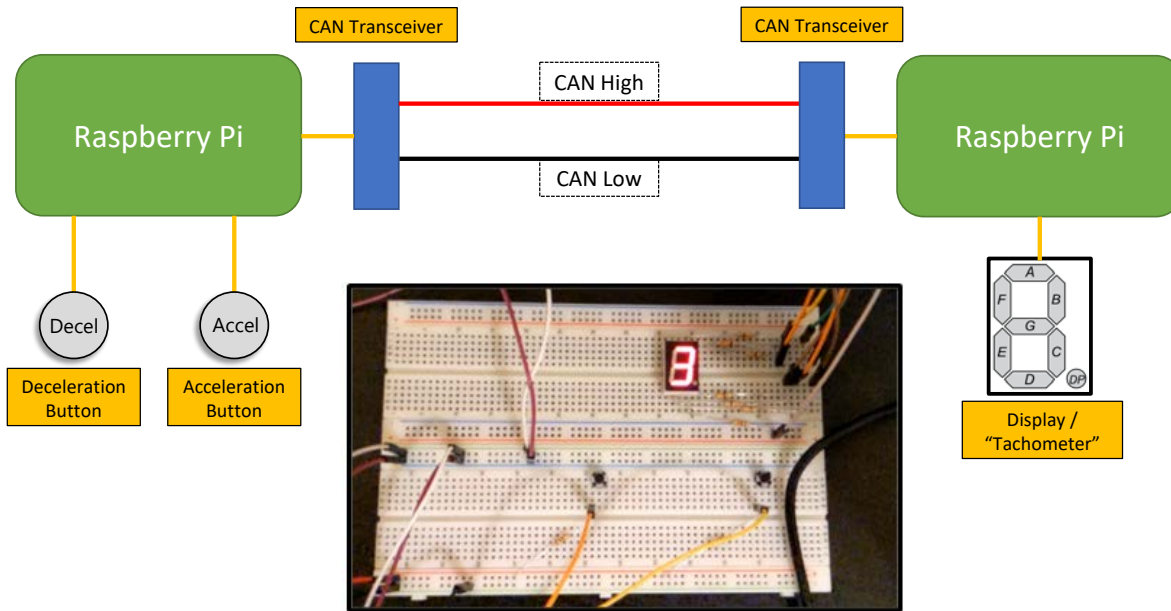 CAN Transceiver
CAN Transceiver
CAN High
Raspberry Pi
Raspberry Pi
CAN Low
Decel
Accel
Deceleration
Button
Acceleration
Button
A
F
B
G
E
C
D
DP
3
Display /
“Tachometer”